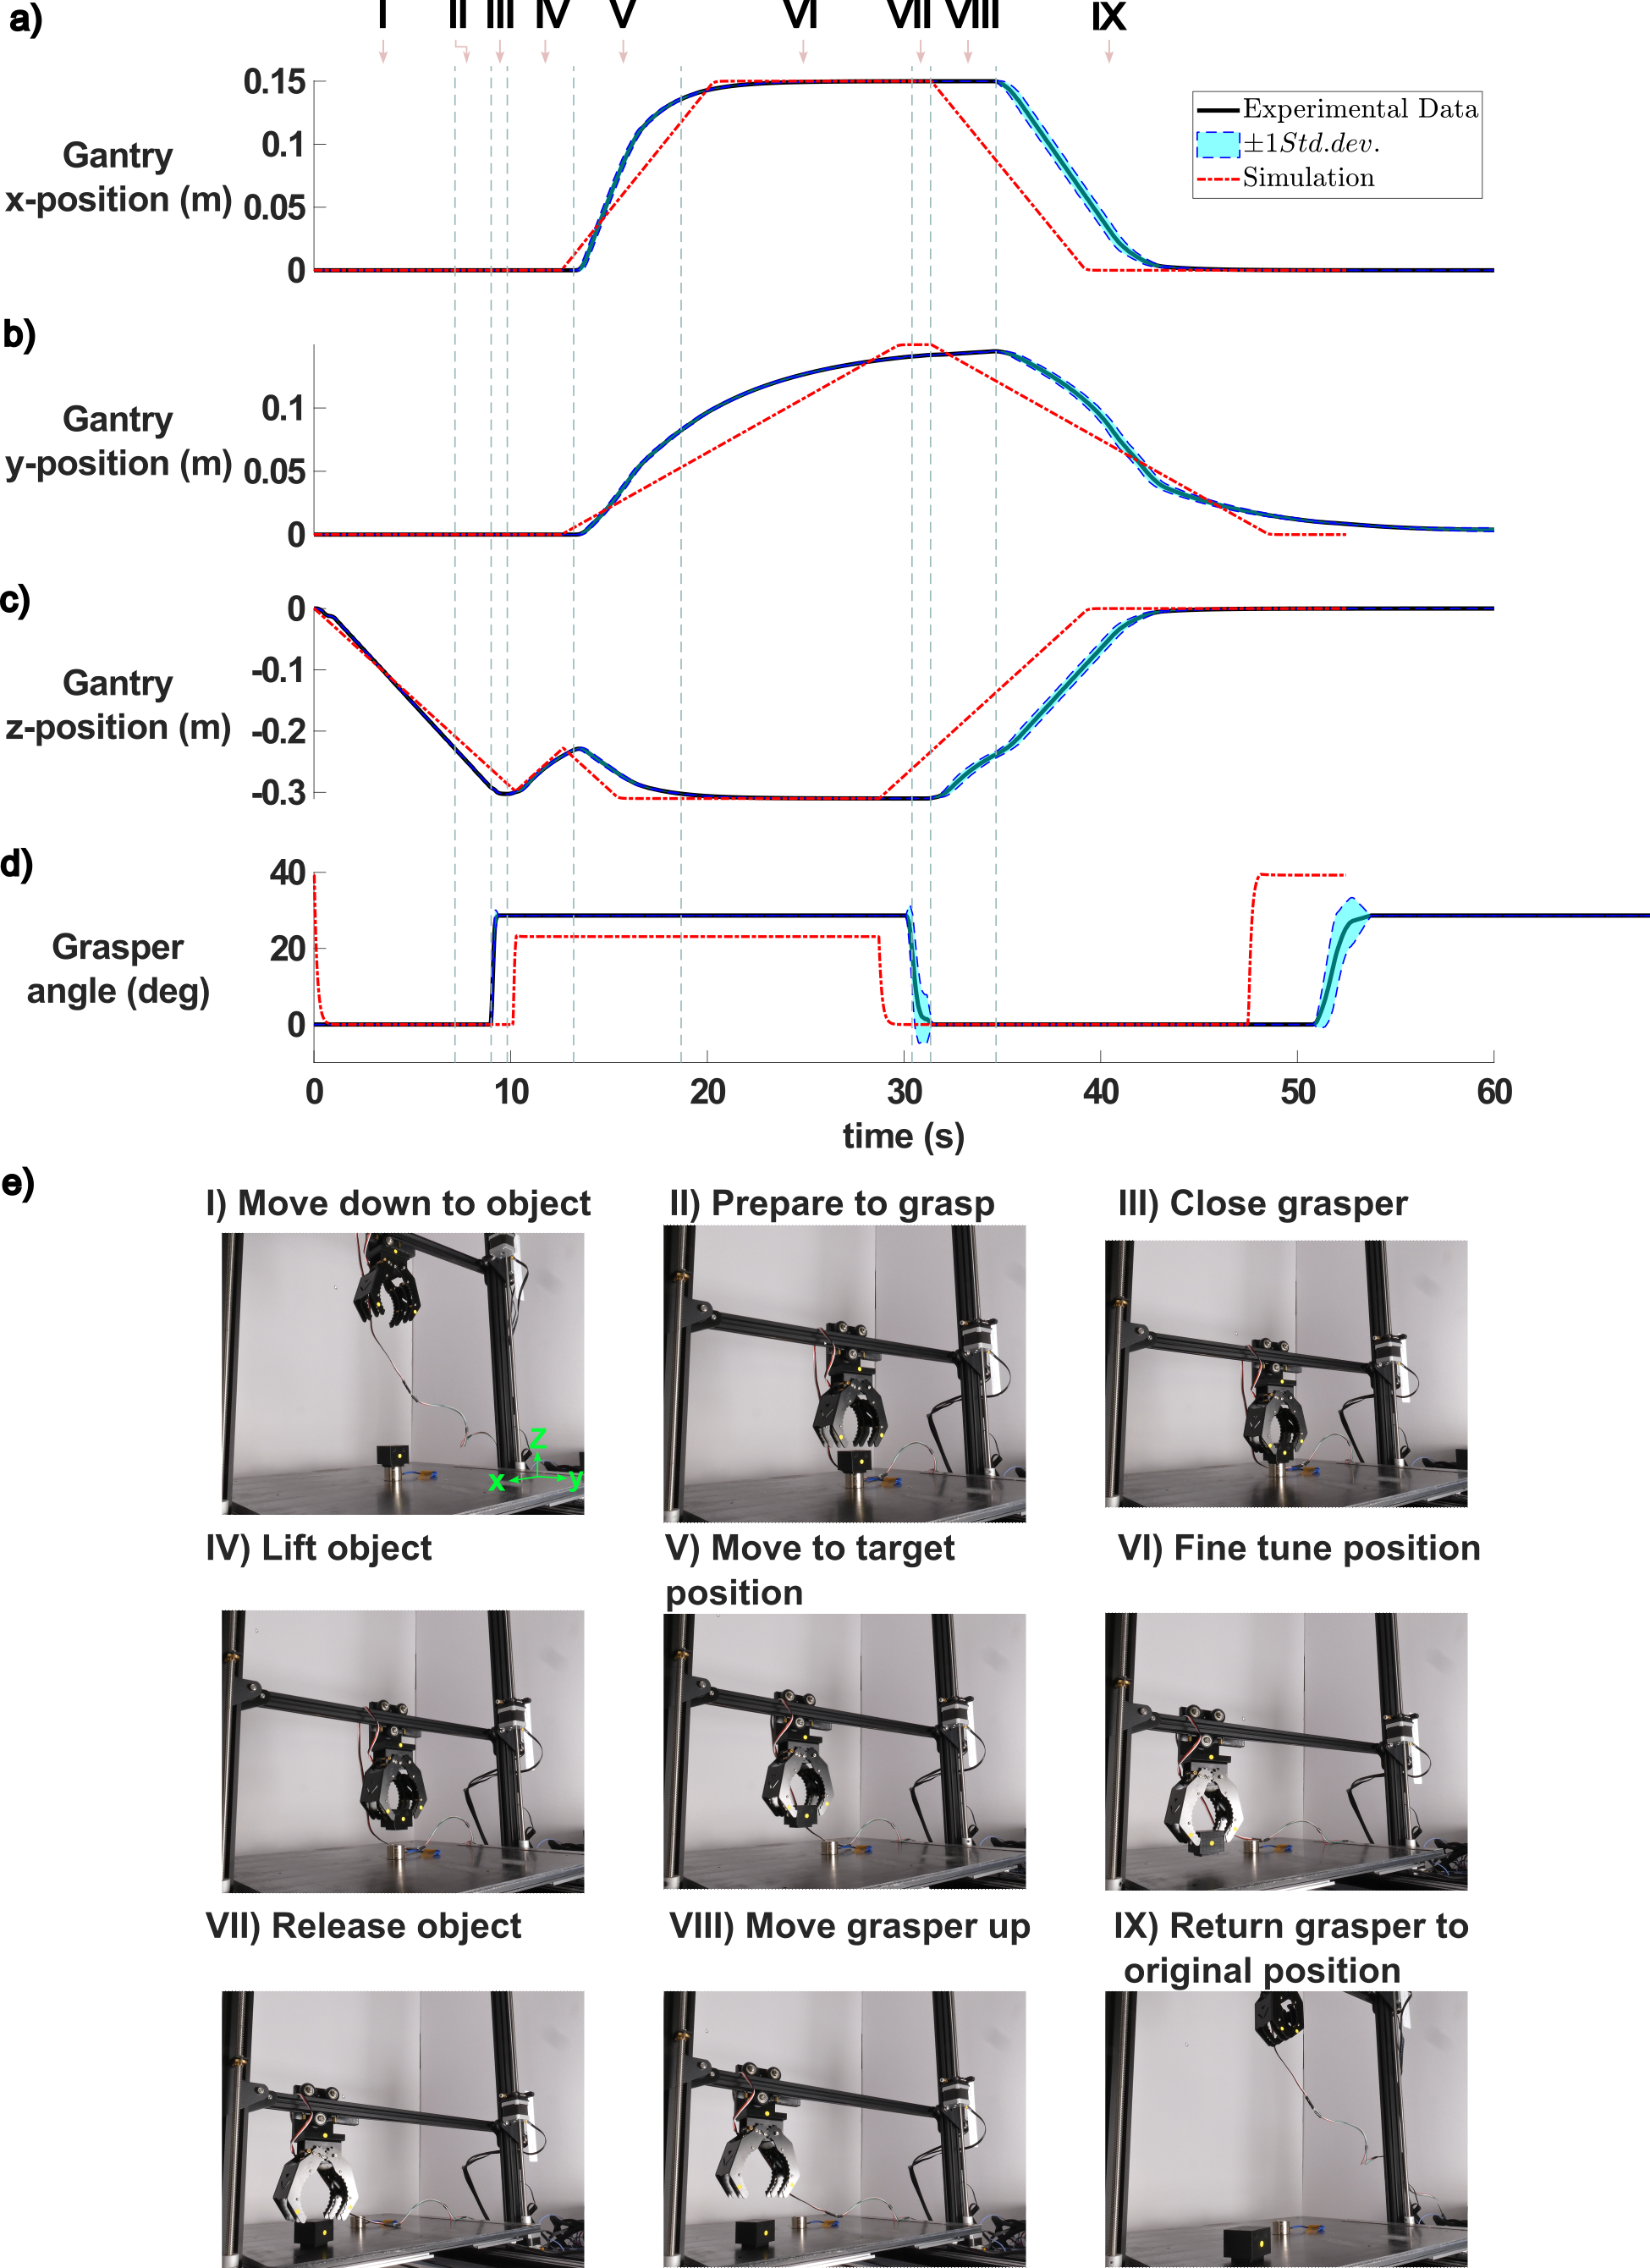 a)
I II III IV V VI VII VIII IX
0.15
0.1
0.05
0
Gantry
x-position (m)
Experimental Data
±1Std.dev.
Simulation
b)
0.1
0.05
0
Gantry
y-position (m)
c)
0
-0.1
-0.2
-0.3
Gantry
z-position (m)
d)
40
20
0
Grasper
angle (deg)
0 10 20 30 40 50 60
time (s)
e)
I) Move down to object
II) Prepare to grasp
III) Close grasper
Z
x
y
IV) Lift object
V) Move to target
position
VI) Fine tune position
VII) Release object
VIII) Move grasper up
IX) Return grasper to
original position